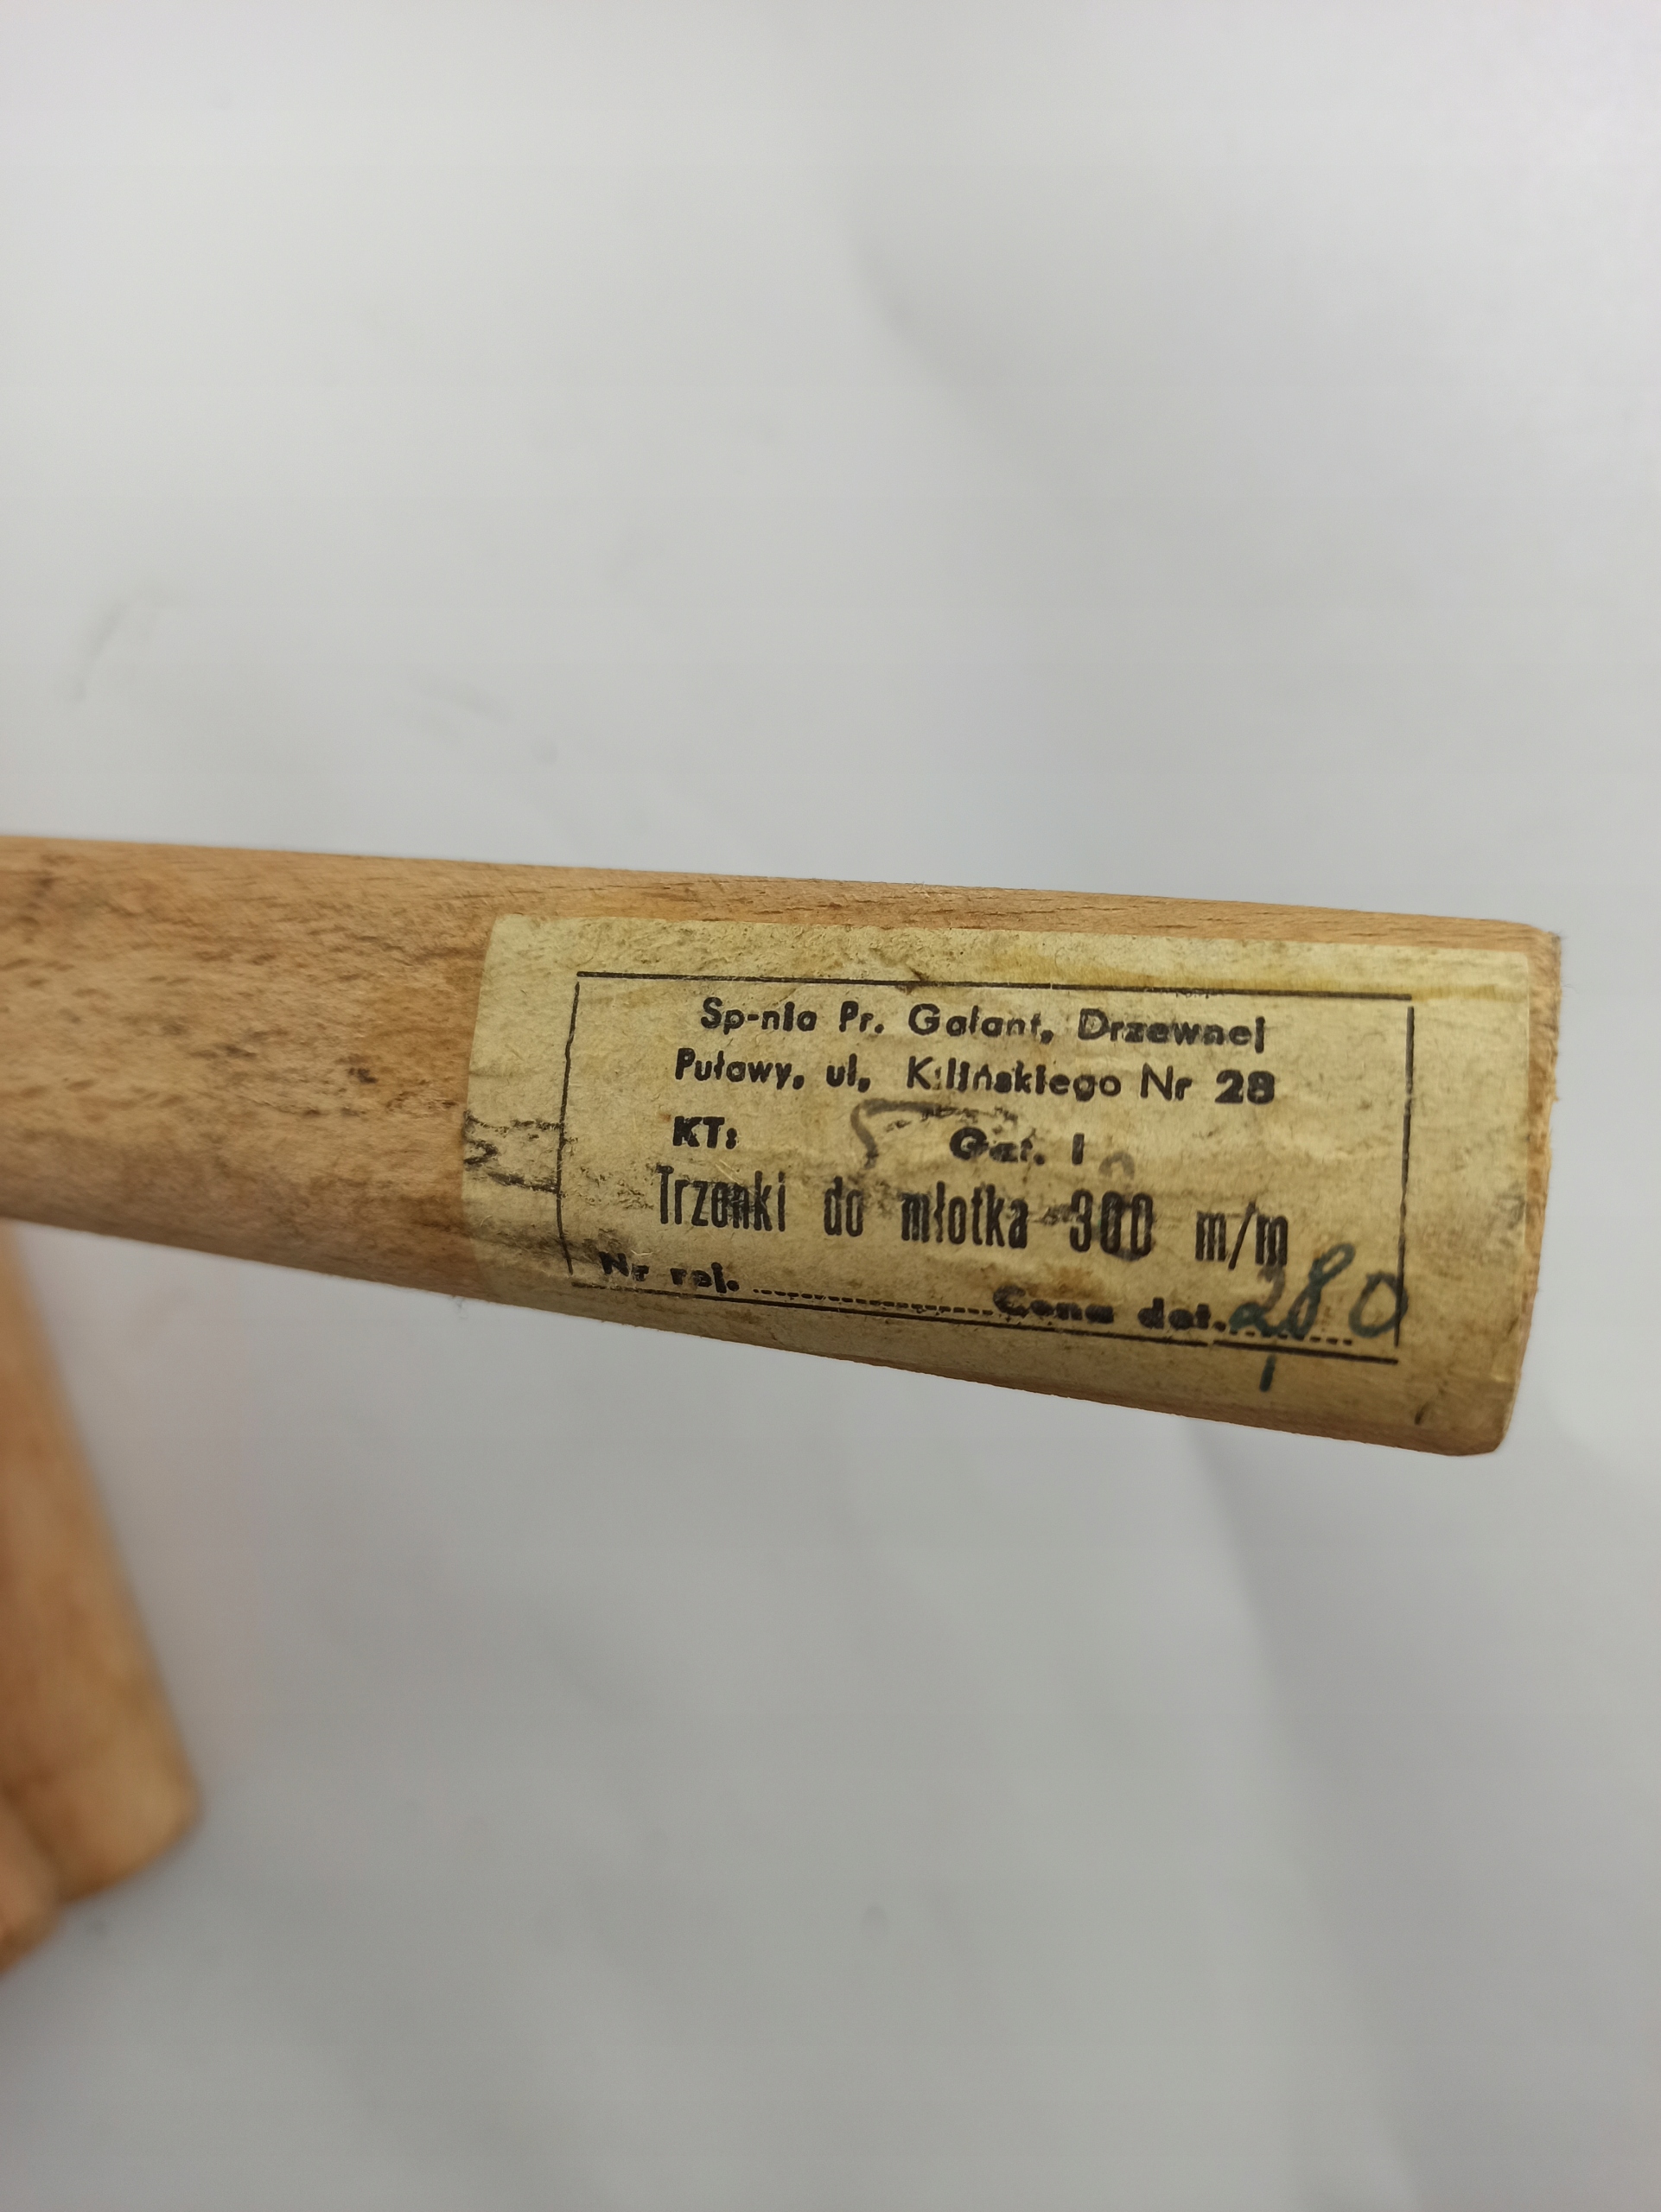 Sp-nia Pr. Galant, Drzewnej
Puławy, ul, Kilińskiego Nr 28
KT: Gat. I
Trzonki do młotka 300 m/m
Nr rej. ........................ Cena det. 280